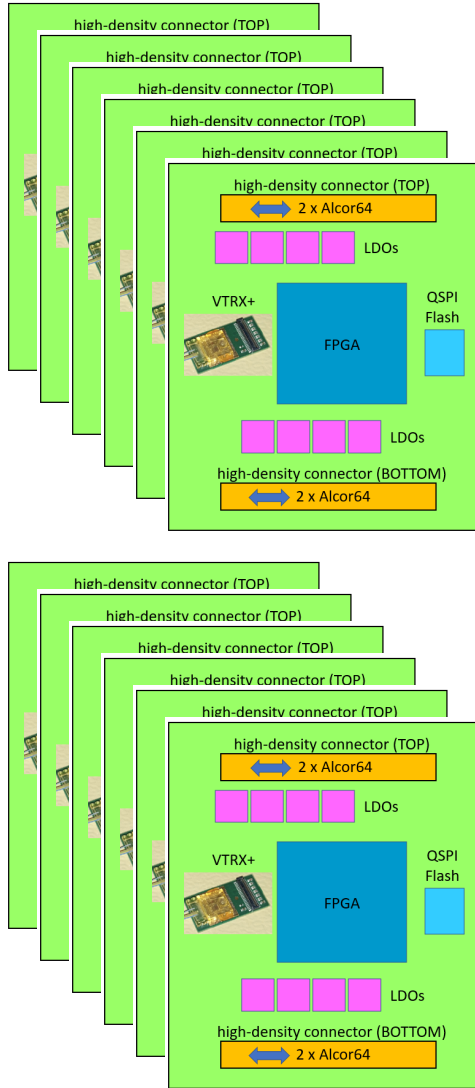 high-density connector (TOP)
high-density connector (TOP)
high-density connector (TOP)
high-density connector (TOP)
high-density connector (TOP)
high-density connector (TOP)
2 x Alcor64
LDOs
VTRX+
QSPI
Flash
FPGA
LDOs
high-density connector (BOTTOM)
2 x Alcor64
high-density connector (TOP)
high-density connector (TOP)
high-density connector (TOP)
high-density connector (TOP)
high-density connector (TOP)
high-density connector (TOP)
2 x Alcor64
LDOs
VTRX+
QSPI
Flash
FPGA
LDOs
high-density connector (BOTTOM)
2 x Alcor64